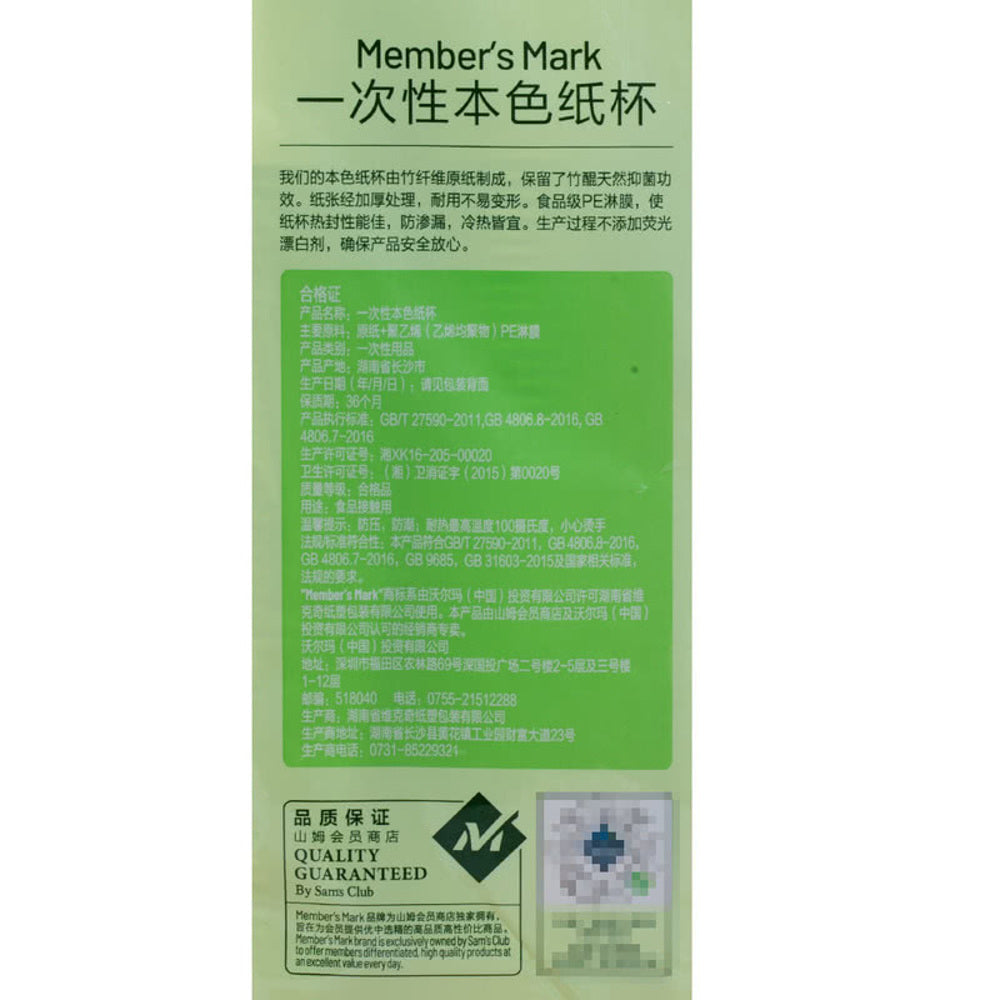 Member's Mark
一次性本色纸杯
我们的本色纸杯由竹纤维原纸制成，保留了竹醌天然抑菌功
效。纸张经加厚处理，耐用不易变形。食品级PE淋膜，使
纸杯热封性能佳，防渗漏，冷热皆宜。生产过程不添加荧光
漂白剂，确保产品安全放心。
合格证
产品名称：一次性本色纸杯
主要原料：原纸+聚乙烯（乙烯均聚物）PE淋膜
产品类别：一次性用品
产品产地：湖南省长沙市
生产日期（年/月/日）：请见包装背面
保质期：36个月
产品执行标准：GB/T 27590-2011,GB 4806.8-2016, GB
4806.7-2016
生产许可证号：湘XK16-205-00020
卫生许可证号：（湘）卫消证字（2015）第0020号
质量等级：合格品
用途：食品接触用
温馨提示：防压，防潮；耐热最高温度100摄氏度，小心烫手
法规/标准符合性：本产品符合GB/T 27590-2011，GB 4806.8-2016，
GB 4806.7-2016，GB 9685，GB 31603-2015及国家相关标准，
法规的要求。
"Member's Mark"商标系由沃尔玛（中国）投资有限公司许可湖南省维
克奇纸塑包装有限公司使用。本产品由山姆会员商店及沃尔玛（中国）
投资有限公司认可的经销商专卖。
沃尔玛（中国）投资有限公司
地址：深圳市福田区农林路69号深国投广场二号楼2-5层及三号楼
1-12层
邮编：518040 电话：0755-21512288
生产商：湖南省维克奇纸塑包装有限公司
生产商地址：湖南省长沙县黄花镇工业园财富大道23号
生产商电话：0731-85229321
品质保证
山姆会员商店
QUALITY
GUARANTEED
By Sam's Club
Member's Mark 品牌为山姆会员商店独家拥有，
旨在为会员提供优中选精的高品质高性价比商品。
Member's Mark brand is exclusively owned by Sam's Club
to offer members differentiated, high quality products at
an excellent value every day.